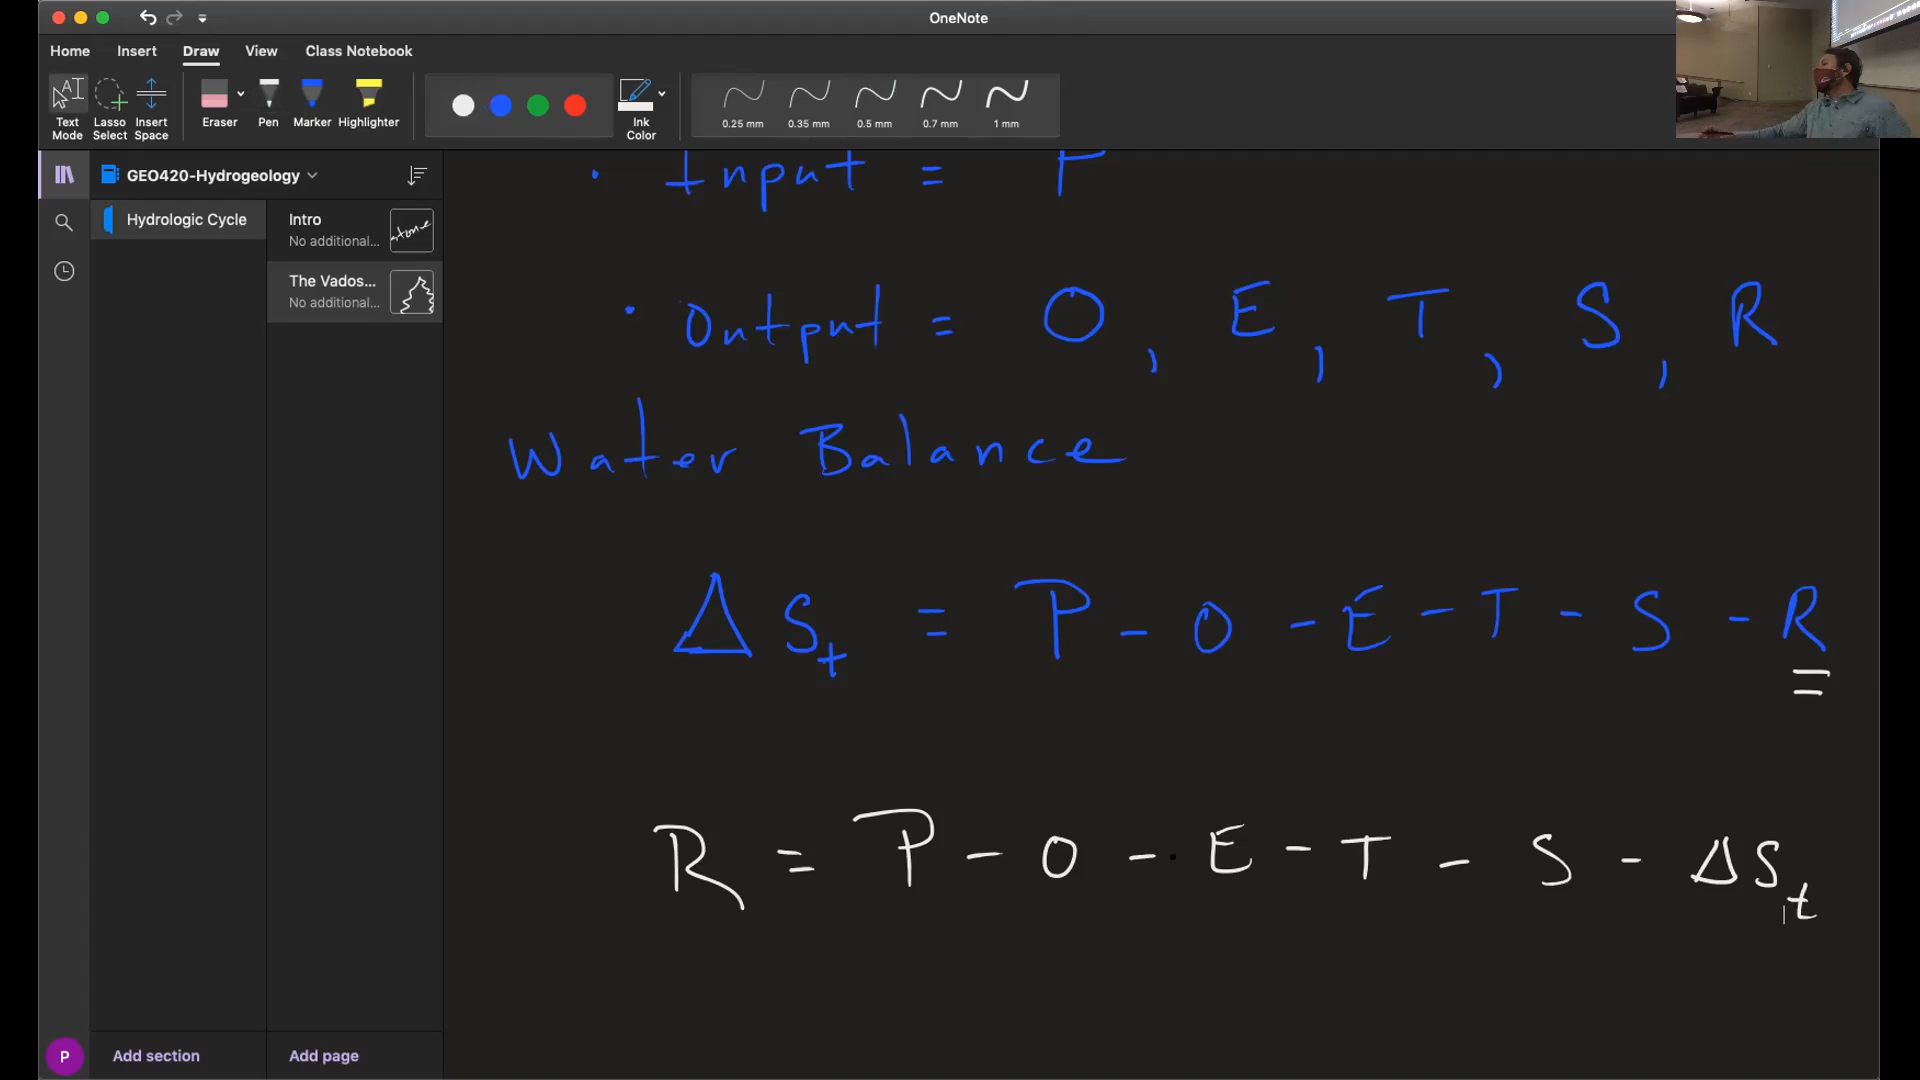 OneNote
Home Insert Draw View Class Notebook
Text Mode
Lasso Select
Insert Space
Eraser
Pen
Marker
Highlighter
Ink Color
0.25 mm
0.35 mm
0.5 mm
0.7 mm
1 mm
GEO420-Hydrogeology
Hydrologic Cycle
Intro
No additional...
The Vados...
No additional...
• Input = P
• Output = O, E, T, S, R
Water Balance
Δ St = P - O - E - T - S - R
R = P - O - E - T - S - ΔSt
P
Add section
Add page